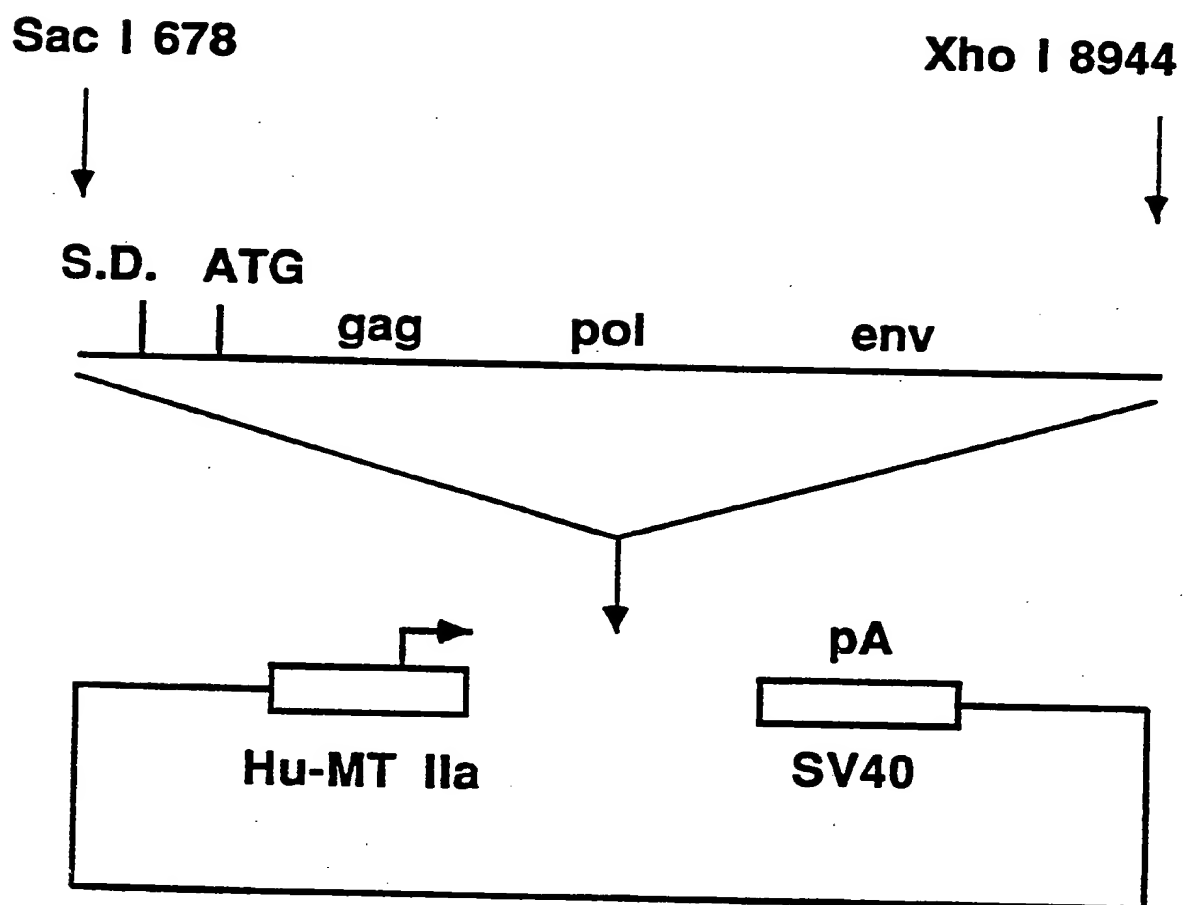 Sac I 678
Xho I 8944
S.D. ATG
gag pol env
pA
Hu-MT IIa SV40